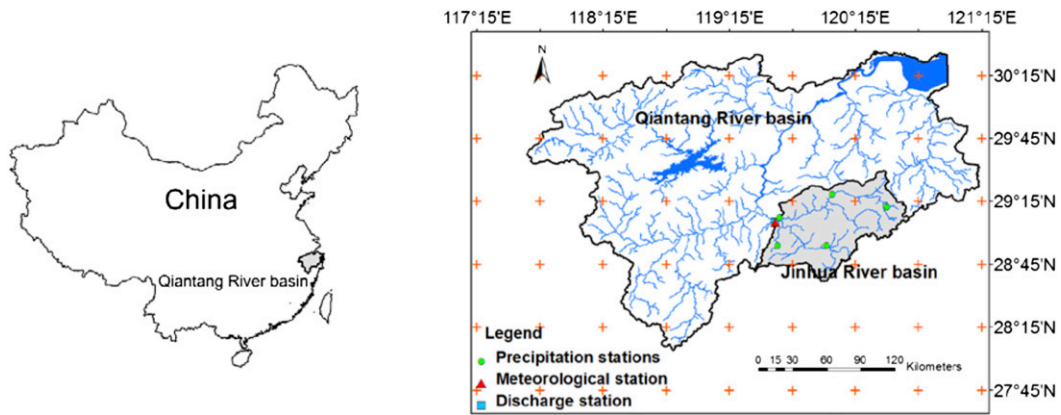 China
Qiantang River basin
117°15'E 118°15'E 119°15'E 120°15'E 121°15'E
N
30°15'N
Qiantang River basin
29°45'N
29°15'N
28°45'N
Jinhua River basin
28°15'N
Legend
Precipitation stations
0 15 30 60 90 120 Kilometers
Meteorological station
27°45'N
Discharge station